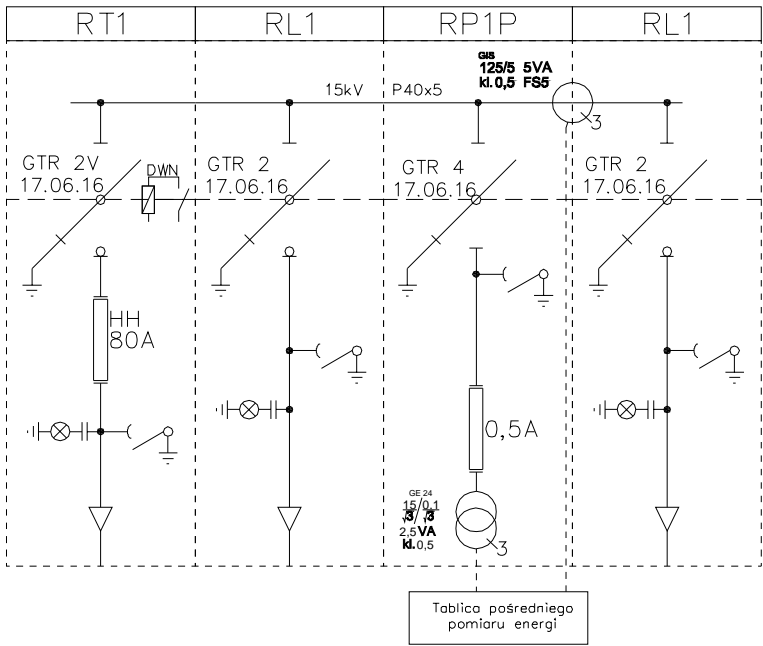 RT1
RL1
RP1P
RL1
GIS
125/5 5VA
kl. 0,5 FS5
15kV P40x5
3
GTR 2V
17.06.16
DWN
GTR 2
17.06.16
GTR 4
17.06.16
GTR 2
17.06.16
HH
80A
0,5A
GE 24
15/0,1
√3/ √3
2,5 VA
kl. 0,5
3
Tablica pośredniego
pomiaru energi